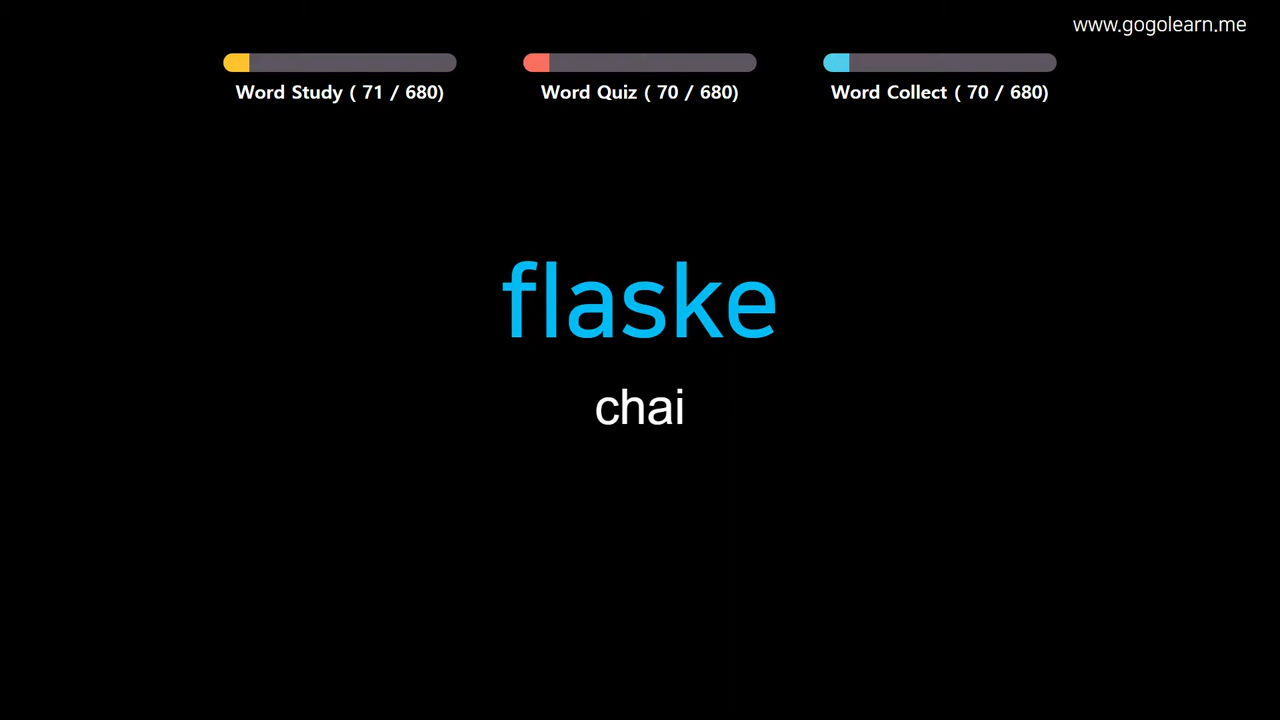 www.gogolearn.me
Word Study ( 71 / 680)
Word Quiz ( 70 / 680)
Word Collect ( 70 / 680)
flaske
chai